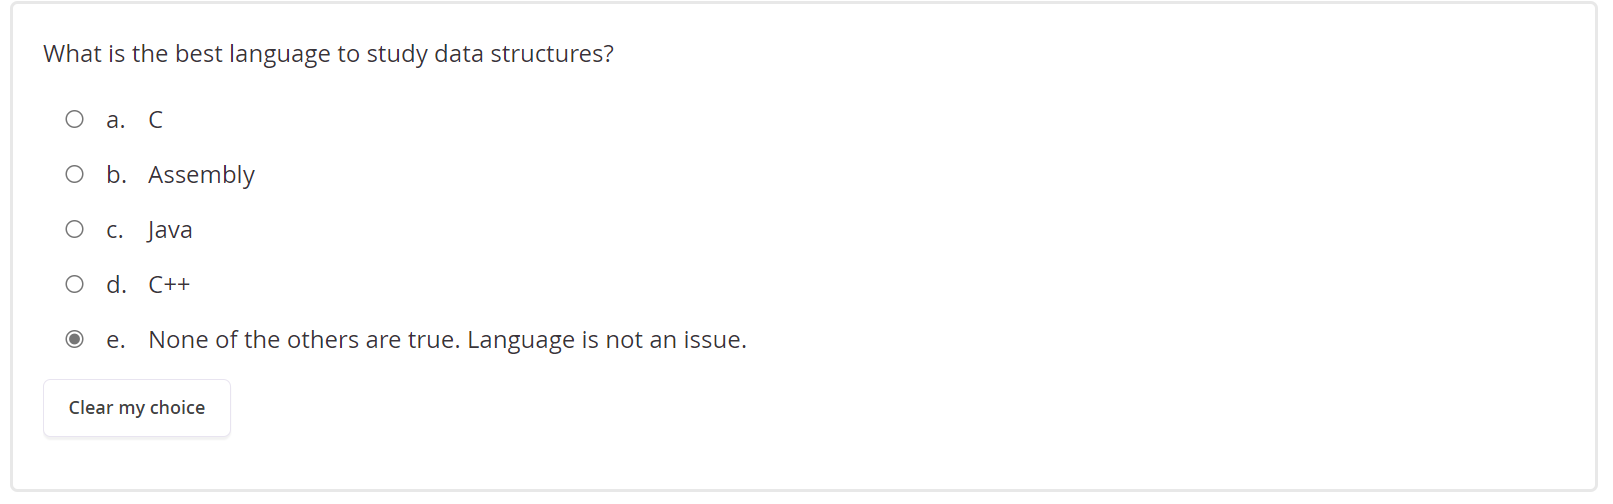 What is the best language to study data structures?
a. C
b. Assembly
c. Java
d. C++
e. None of the others are true. Language is not an issue.
Clear my choice